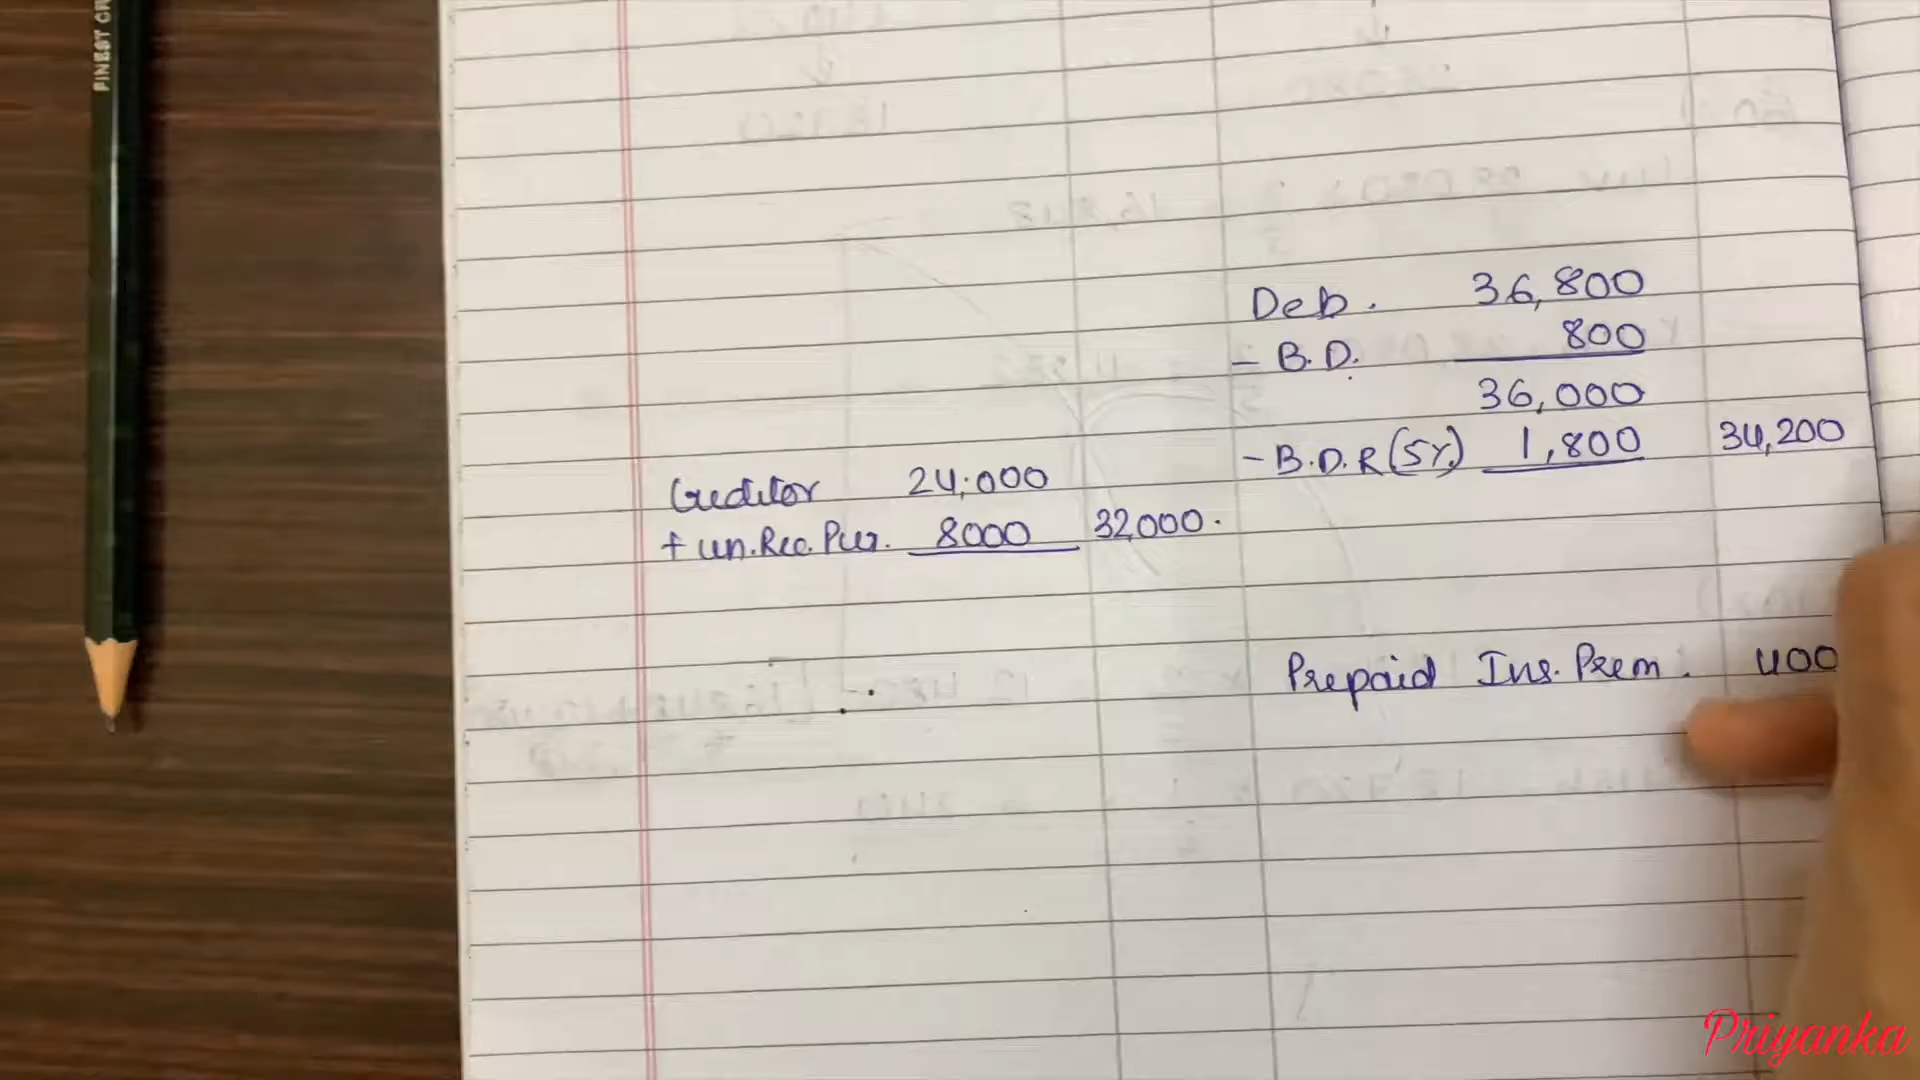 FINEST
Deb. 36,800
- B.D. 800
36,000
- B.D.R (5%) 1,800 34,200
Creditor 24,000
+ un.Rec.Pur. 8000 32,000.
Prepaid Ins. Prem. 400
Priyanka